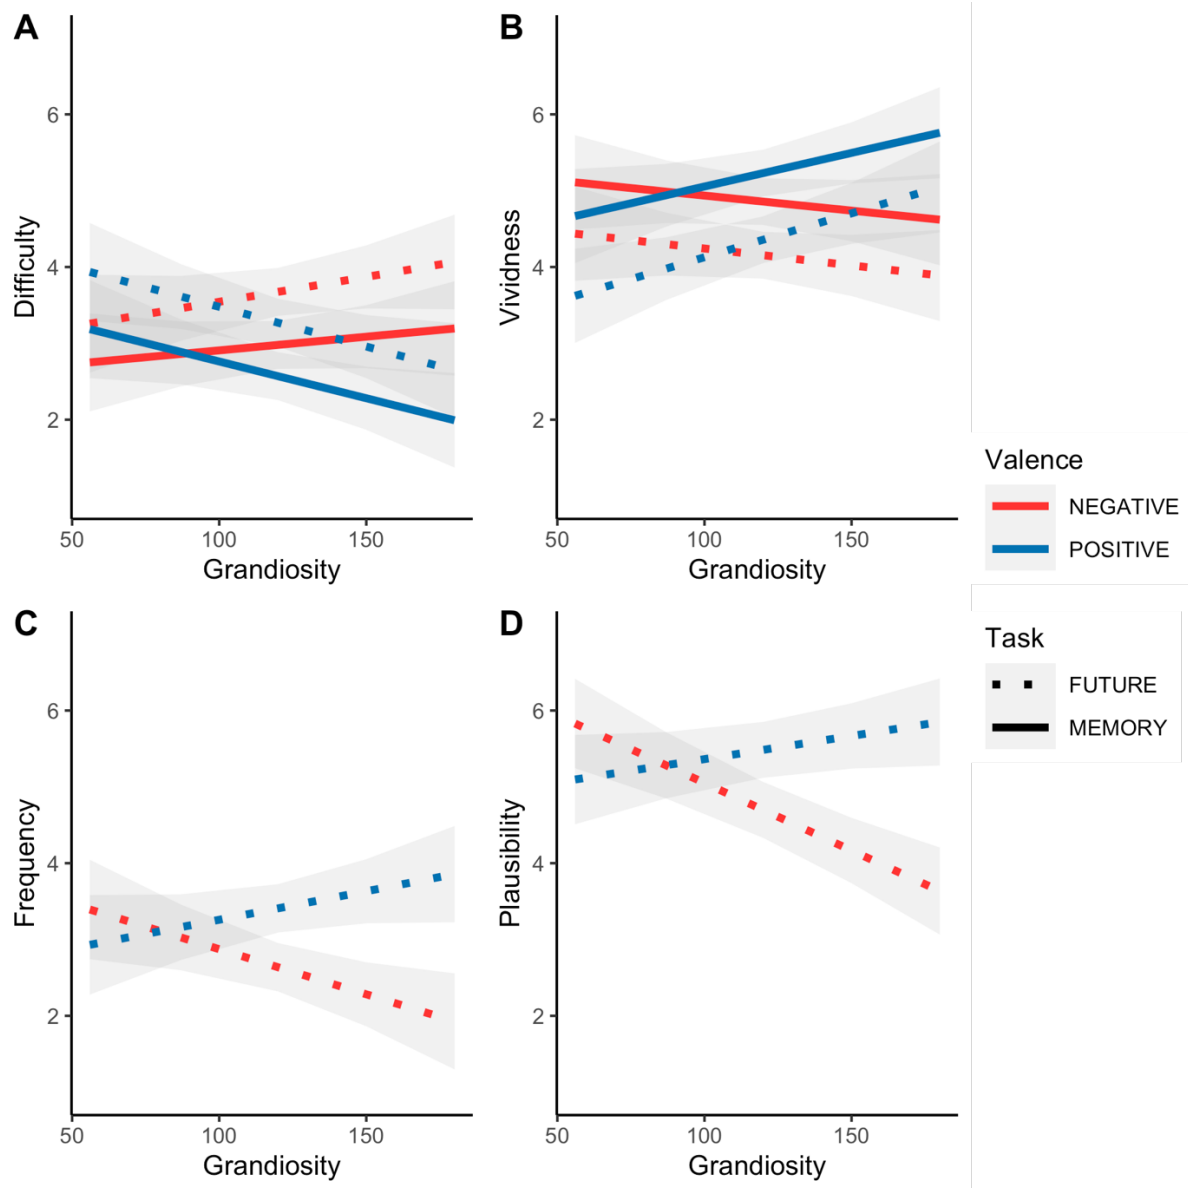 A
Difficulty
6
4
2
50
100
150
Grandiosity
B
Vividness
6
4
2
50
100
150
Grandiosity
Valence
NEGATIVE
POSITIVE
C
Frequency
6
4
2
50
100
150
Grandiosity
D
Plausibility
6
4
2
50
100
150
Grandiosity
Task
FUTURE
MEMORY